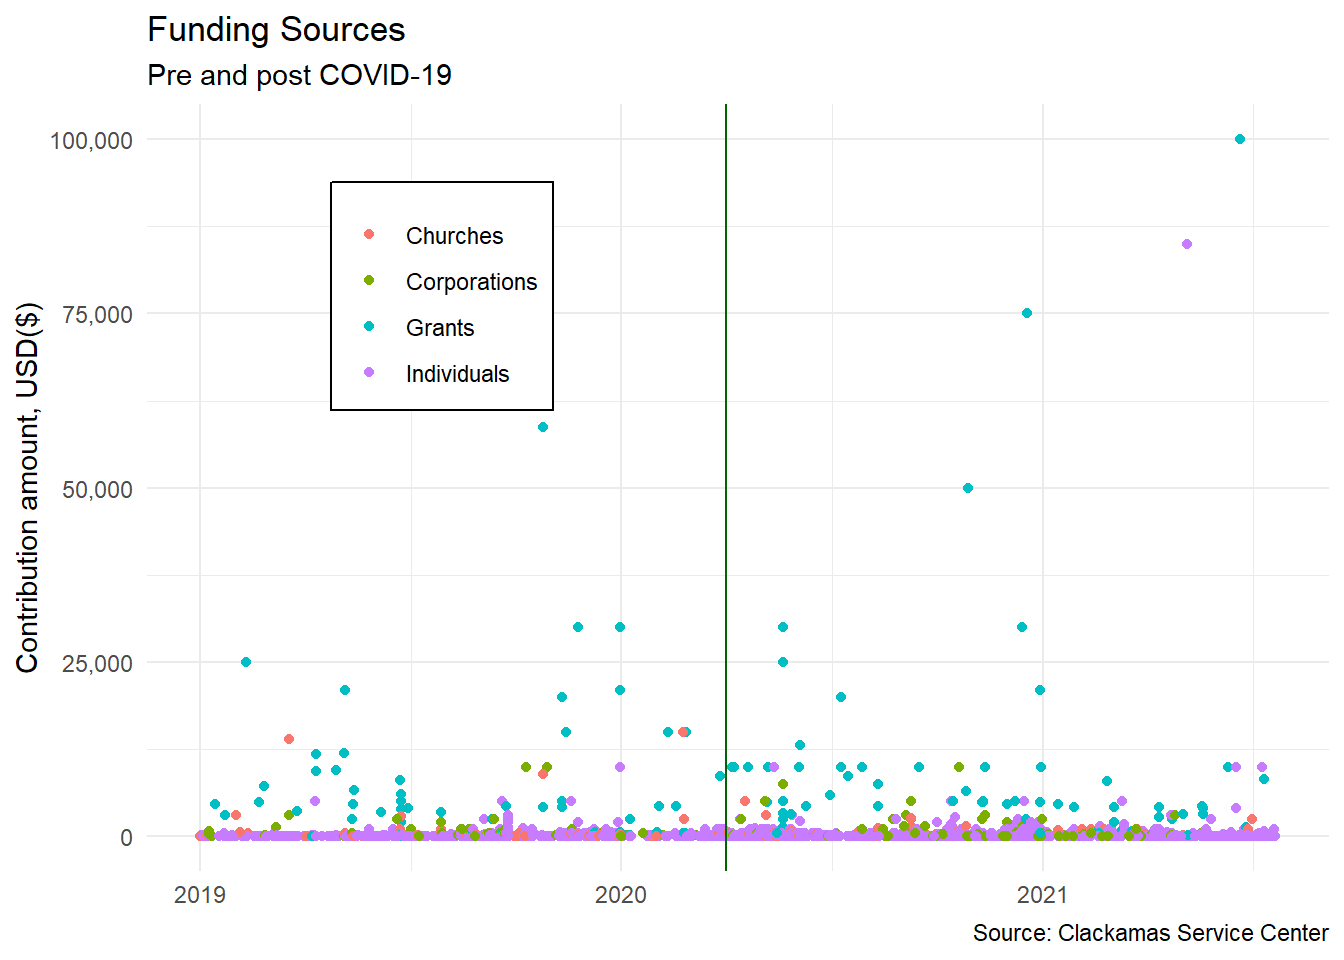 Funding Sources
Pre and post COVID-19
Contribution amount, USD($)
100,000
75,000
50,000
25,000
0
Churches
Corporations
Grants
Individuals
2019
2020
2021
Source: Clackamas Service Center